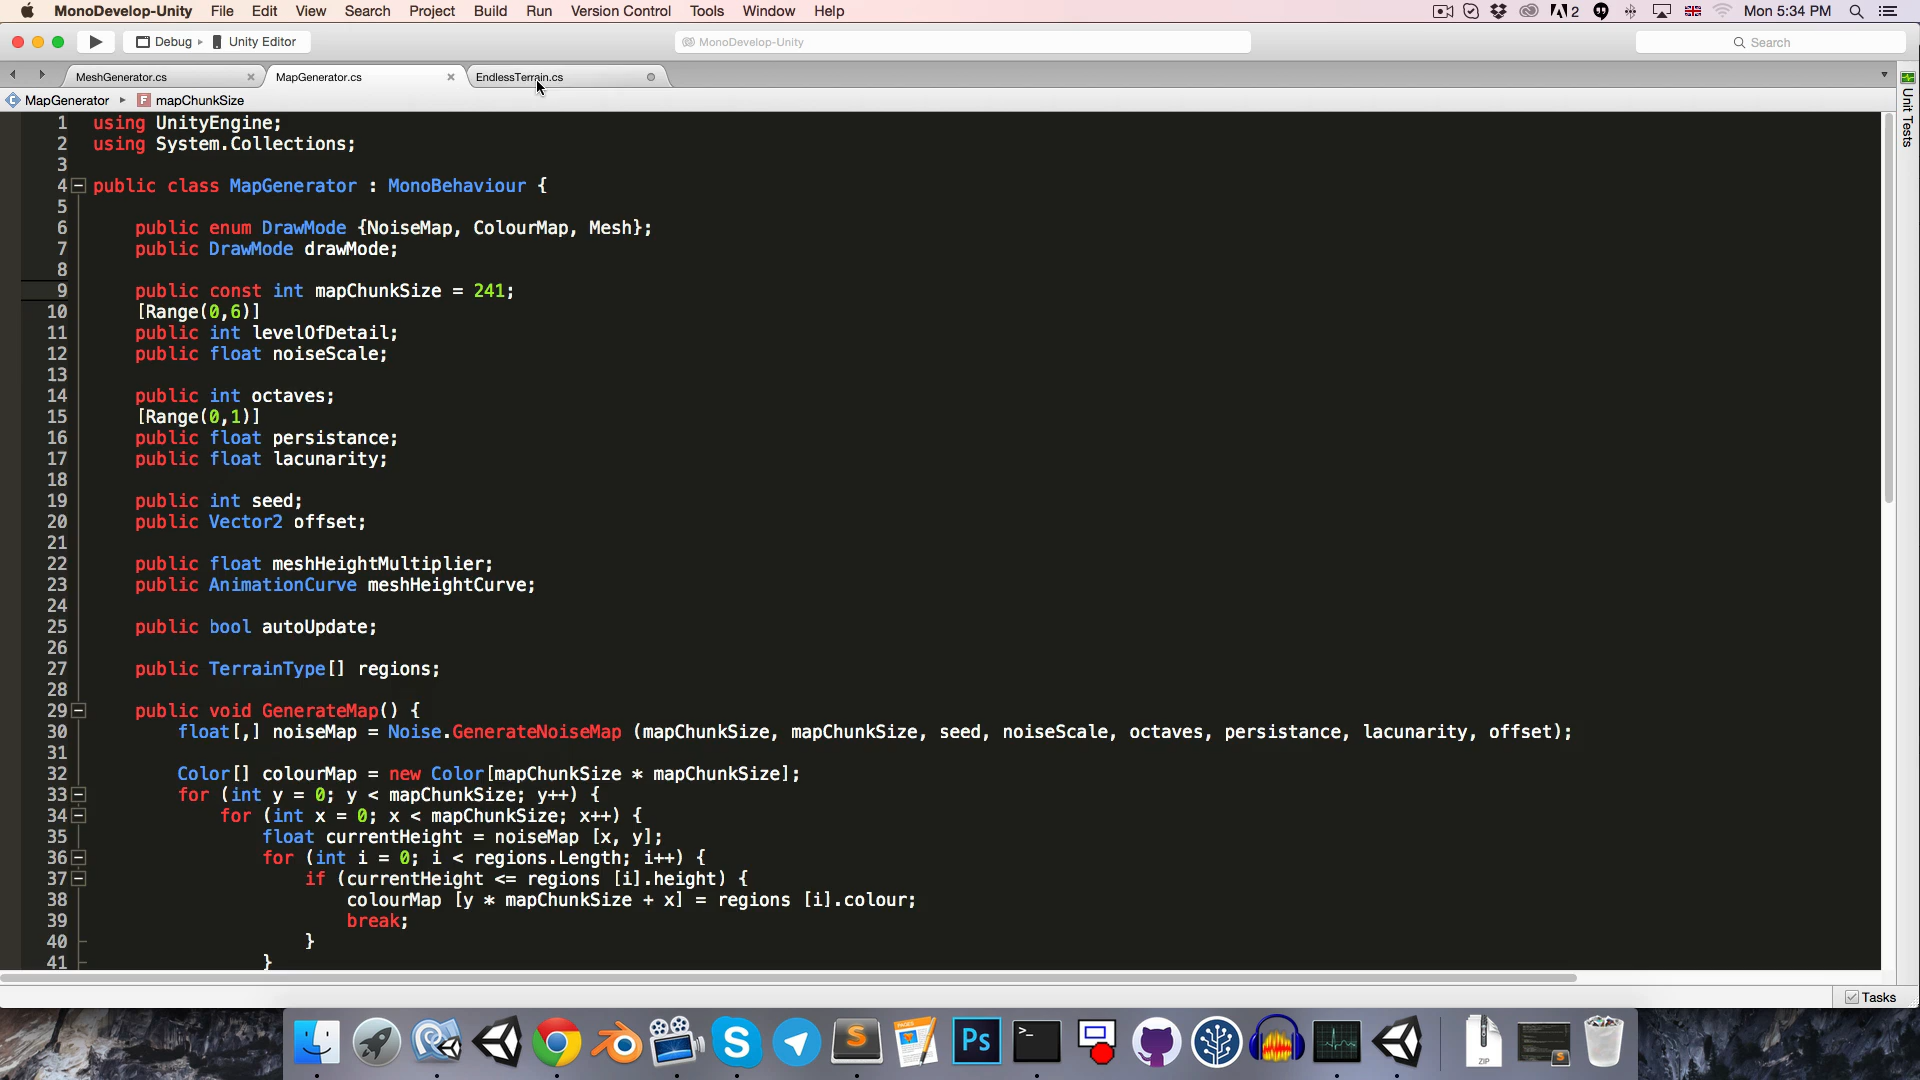 MonoDevelop-Unity File Edit View Search Project Build Run Version Control Tools Window Help 2 Mon 5:34 PM
Debug Unity Editor MonoDevelop-Unity Search
MeshGenerator.cs MapGenerator.cs EndlessTerrain.cs
MapGenerator F mapChunkSize
Unit Tests
1 using UnityEngine;
2 using System.Collections;
3
4 public class MapGenerator : MonoBehaviour {
5
6 public enum DrawMode {NoiseMap, ColourMap, Mesh};
7 public DrawMode drawMode;
8
9 public const int mapChunkSize = 241;
10 [Range(0,6)]
11 public int levelOfDetail;
12 public float noiseScale;
13
14 public int octaves;
15 [Range(0,1)]
16 public float persistance;
17 public float lacunarity;
18
19 public int seed;
20 public Vector2 offset;
21
22 public float meshHeightMultiplier;
23 public AnimationCurve meshHeightCurve;
24
25 public bool autoUpdate;
26
27 public TerrainType[] regions;
28
29 public void GenerateMap() {
30 float[,] noiseMap = Noise.GenerateNoiseMap (mapChunkSize, mapChunkSize, seed, noiseScale, octaves, persistance, lacunarity, offset);
31
32 Color[] colourMap = new Color[mapChunkSize * mapChunkSize];
33 for (int y = 0; y < mapChunkSize; y++) {
34 for (int x = 0; x < mapChunkSize; x++) {
35 float currentHeight = noiseMap [x, y];
36 for (int i = 0; i < regions.Length; i++) {
37 if (currentHeight <= regions [i].height) {
38 colourMap [y * mapChunkSize + x] = regions [i].colour;
39 break;
40 }
41 }
Tasks
PAGES
Ps
ZIP